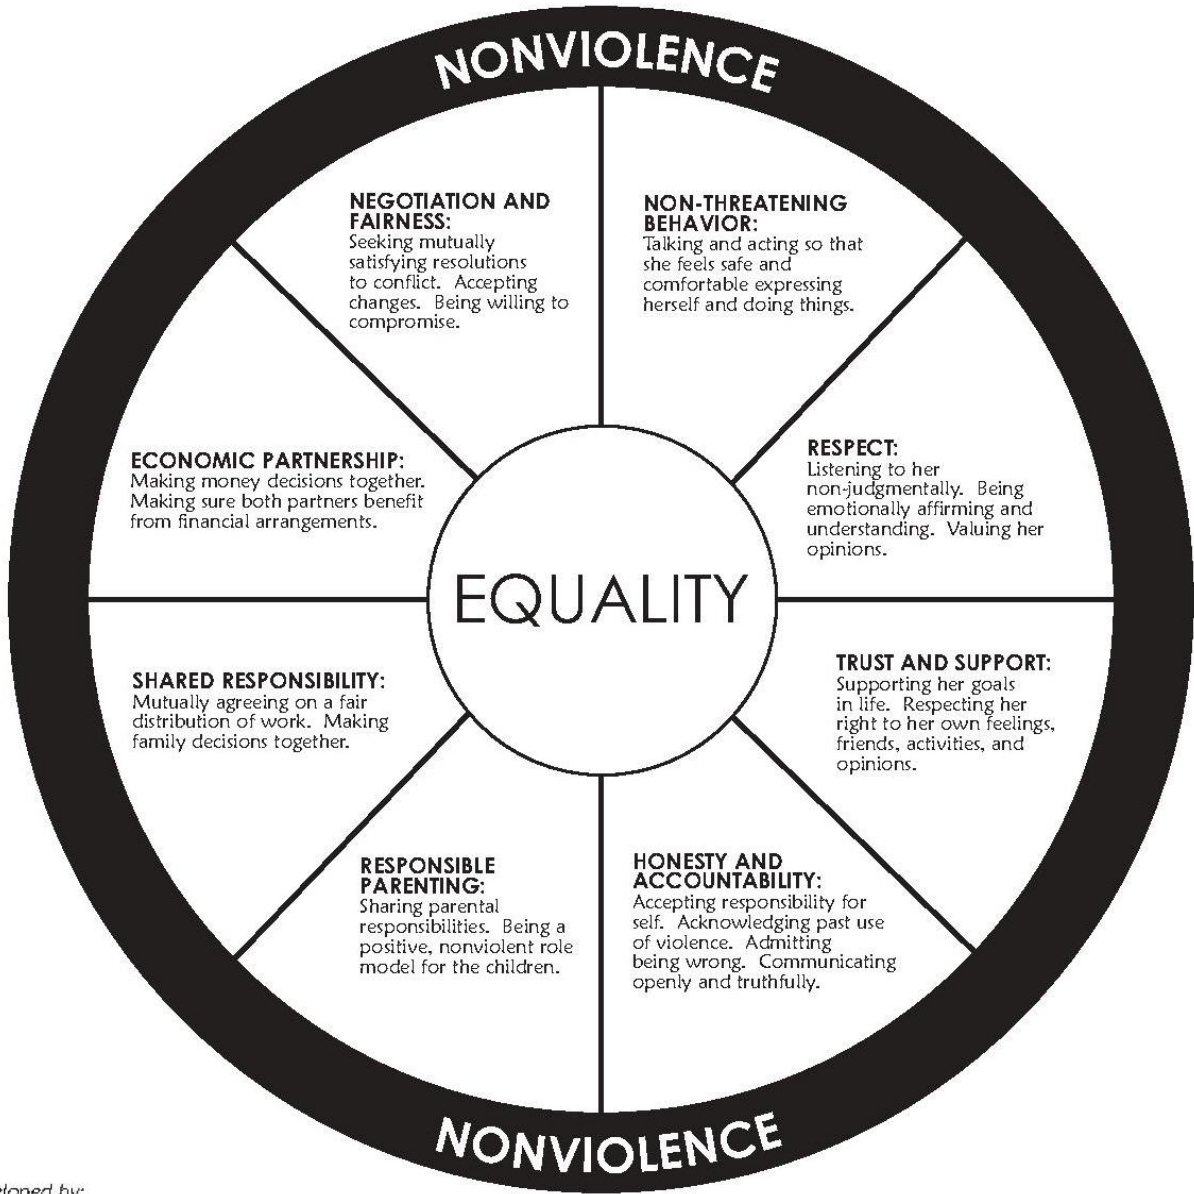 NONVIOLENCE
NEGOTIATION AND
FAIRNESS:
Seeking mutually
satisfying resolutions
to conflict. Accepting
changes. Being willing to
compromise.
NON-THREATENING
BEHAVIOR:
Talking and acting so that
she feels safe and
comfortable expressing
herself and doing things.
ECONOMIC PARTNERSHIP:
Making money decisions together.
Making sure both partners benefit
from financial arrangements.
RESPECT:
Listening to her
non-judgmentally. Being
emotionally affirming and
understanding. Valuing her
opinions.
EQUALITY
SHARED RESPONSIBILITY:
Mutually agreeing on a fair
distribution of work. Making
family decisions together.
TRUST AND SUPPORT:
Supporting her goals
in life. Respecting her
right to her own feelings,
friends, activities, and
opinions.
RESPONSIBLE
PARENTING:
Sharing parental
responsibilities. Being a
positive, nonviolent role
model for the children.
HONESTY AND
ACCOUNTABILITY:
Accepting responsibility for
self. Acknowledging past use
of violence. Admitting
being wrong. Communicating
openly and truthfully.
NONVIOLENCE
by: